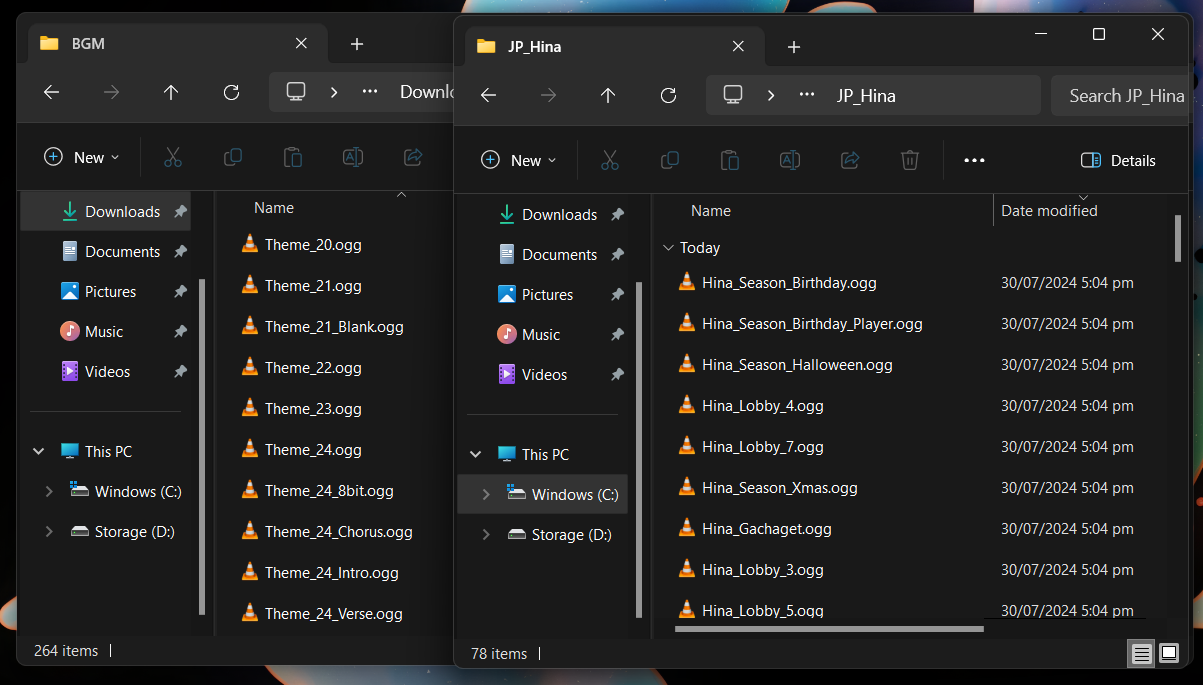 BGM
Downlo
New
Downloads
Documents
Pictures
Music
Videos
This PC
Windows (C:)
Storage (D:)
Name
Theme_20.ogg
Theme_21.ogg
Theme_21_Blank.ogg
Theme_22.ogg
Theme_23.ogg
Theme_24.ogg
Theme_24_8bit.ogg
Theme_24_Chorus.ogg
Theme_24_Intro.ogg
Theme_24_Verse.ogg
264 items
JP_Hina
JP_Hina
Search JP_Hina
New
Details
Downloads
Documents
Pictures
Music
Videos
This PC
Windows (C:)
Storage (D:)
Name Date modified
Today
Hina_Season_Birthday.ogg 30/07/2024 5:04 pm
Hina_Season_Birthday_Player.ogg 30/07/2024 5:04 pm
Hina_Season_Halloween.ogg 30/07/2024 5:04 pm
Hina_Lobby_4.ogg 30/07/2024 5:04 pm
Hina_Lobby_7.ogg 30/07/2024 5:04 pm
Hina_Season_Xmas.ogg 30/07/2024 5:04 pm
Hina_Gachaget.ogg 30/07/2024 5:04 pm
Hina_Lobby_3.ogg 30/07/2024 5:04 pm
Hina_Lobby_5.ogg 30/07/2024 5:04 pm
78 items